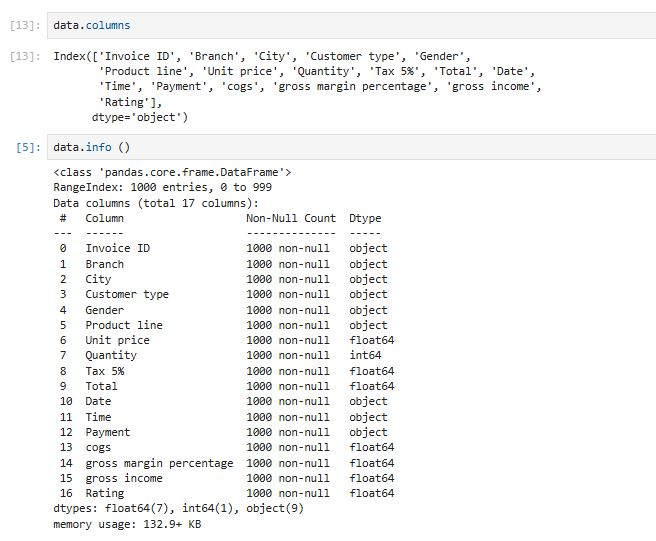 [13]: data.columns
[13]: Index(['Invoice ID', 'Branch', 'City', 'Customer type', 'Gender',
       'Product line', 'Unit price', 'Quantity', 'Tax 5%', 'Total', 'Date',
       'Time', 'Payment', 'cogs', 'gross margin percentage', 'gross income',
       'Rating'],
      dtype='object')
[5]: data.info ()
<class 'pandas.core.frame.DataFrame'>
RangeIndex: 1000 entries, 0 to 999
Data columns (total 17 columns):
 #   Column                   Non-Null Count  Dtype
---  ------                   --------------  -----
 0   Invoice ID               1000 non-null   object
 1   Branch                   1000 non-null   object
 2   City                     1000 non-null   object
 3   Customer type            1000 non-null   object
 4   Gender                   1000 non-null   object
 5   Product line             1000 non-null   object
 6   Unit price               1000 non-null   float64
 7   Quantity                 1000 non-null   int64
 8   Tax 5%                   1000 non-null   float64
 9   Total                    1000 non-null   float64
 10  Date                     1000 non-null   object
 11  Time                     1000 non-null   object
 12  Payment                  1000 non-null   object
 13  cogs                     1000 non-null   float64
 14  gross margin percentage  1000 non-null   float64
 15  gross income             1000 non-null   float64
 16  Rating                   1000 non-null   float64
dtypes: float64(7), int64(1), object(9)
memory usage: 132.9+ KB